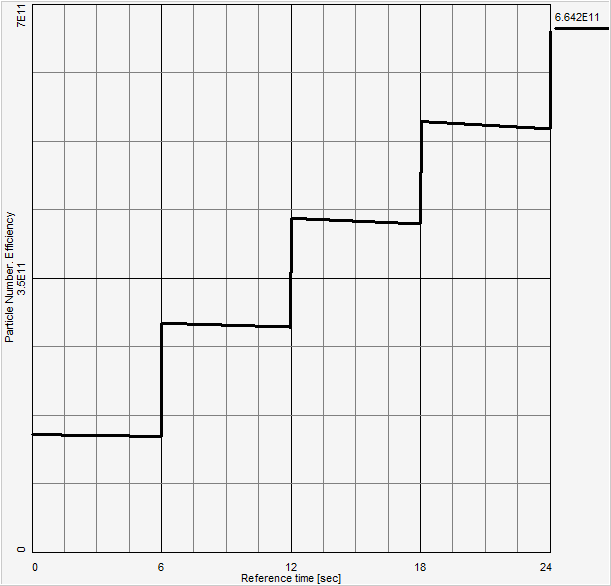 7E11
6.642E11
Particle Number. Efficiency
3.5E11
0
0 6 12 18 24
Reference time [sec]